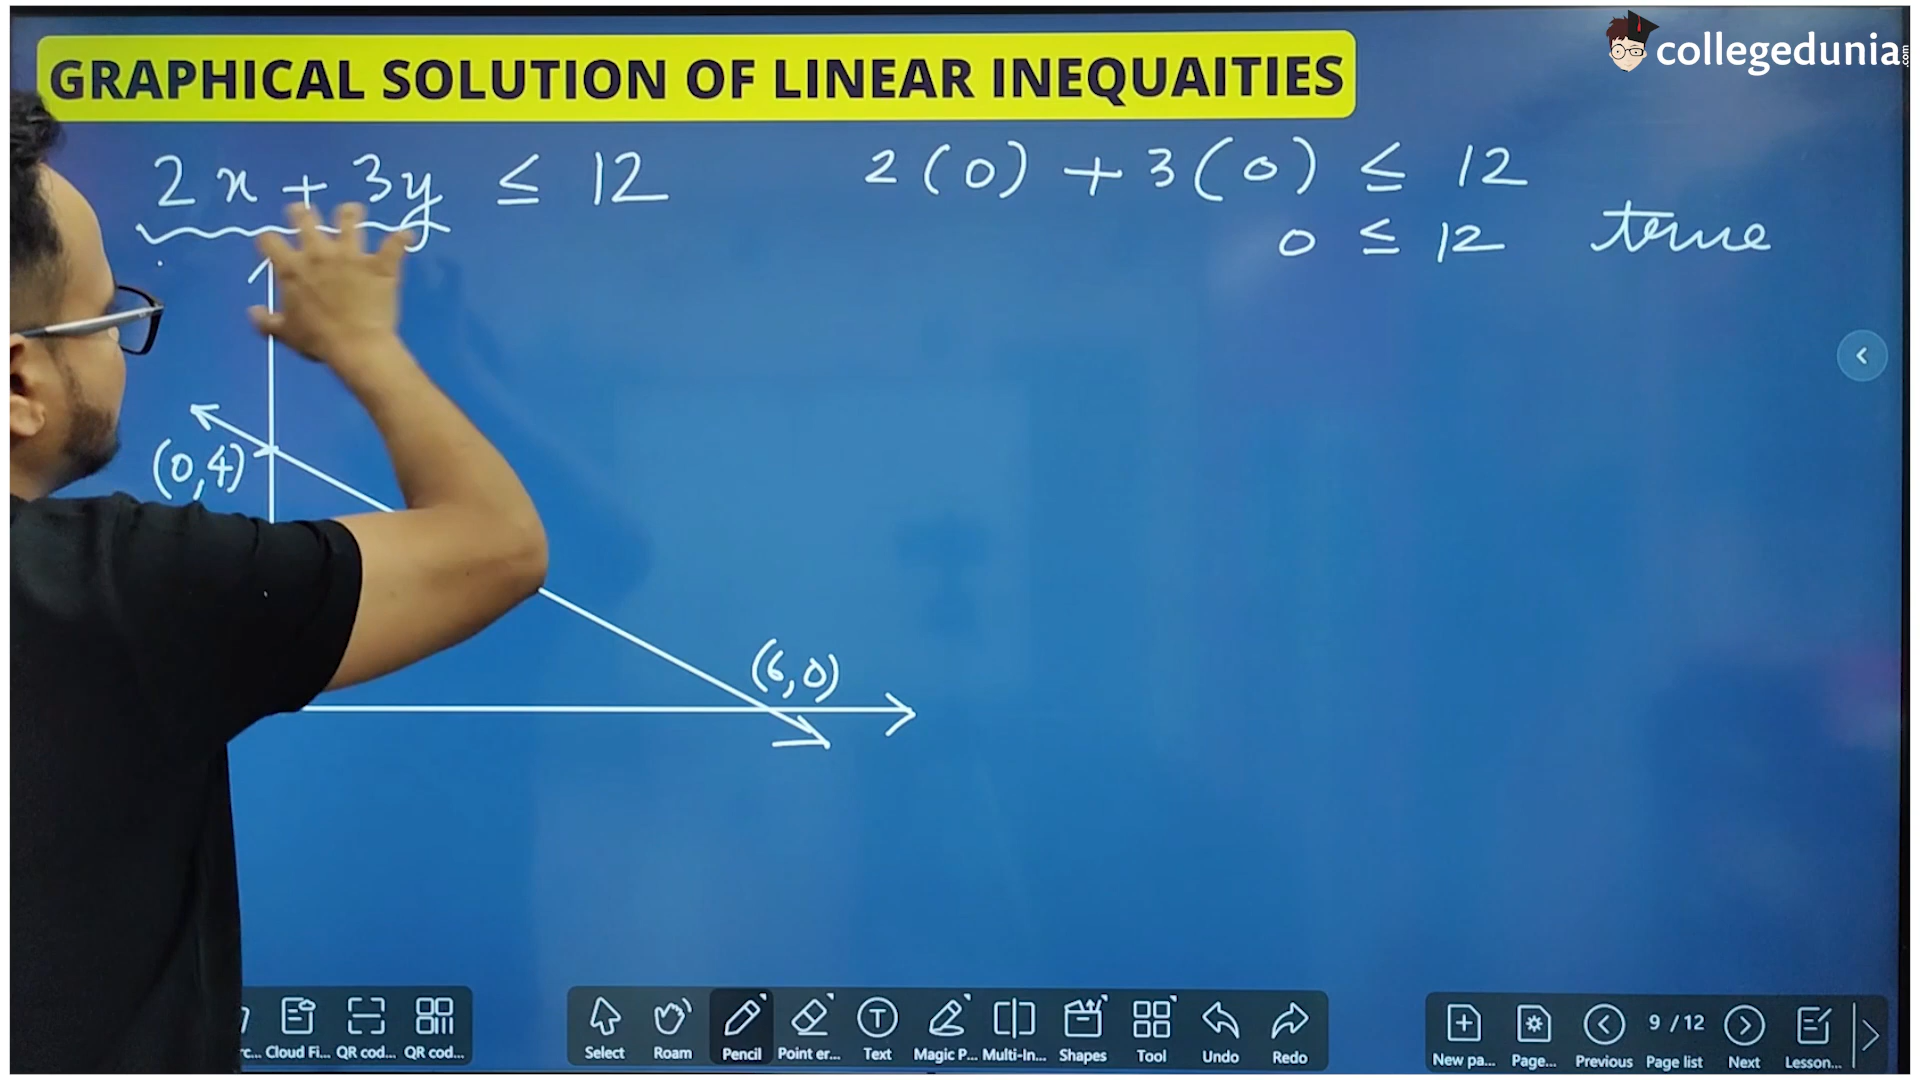 collegedunia
.com
GRAPHICAL SOLUTION OF LINEAR INEQUAITIES
2x + 3y ≤ 12
2(0) + 3(0) ≤ 12
0 ≤ 12 true
(0,4)
(6,0)
Cloud Fi... QR cod... QR cod...
Select Roam Pencil Point er... Text Magic P... Multi-In... Shapes Tool Undo Redo
9 / 12
New pa... Page... Previous Page list Next Lesson...